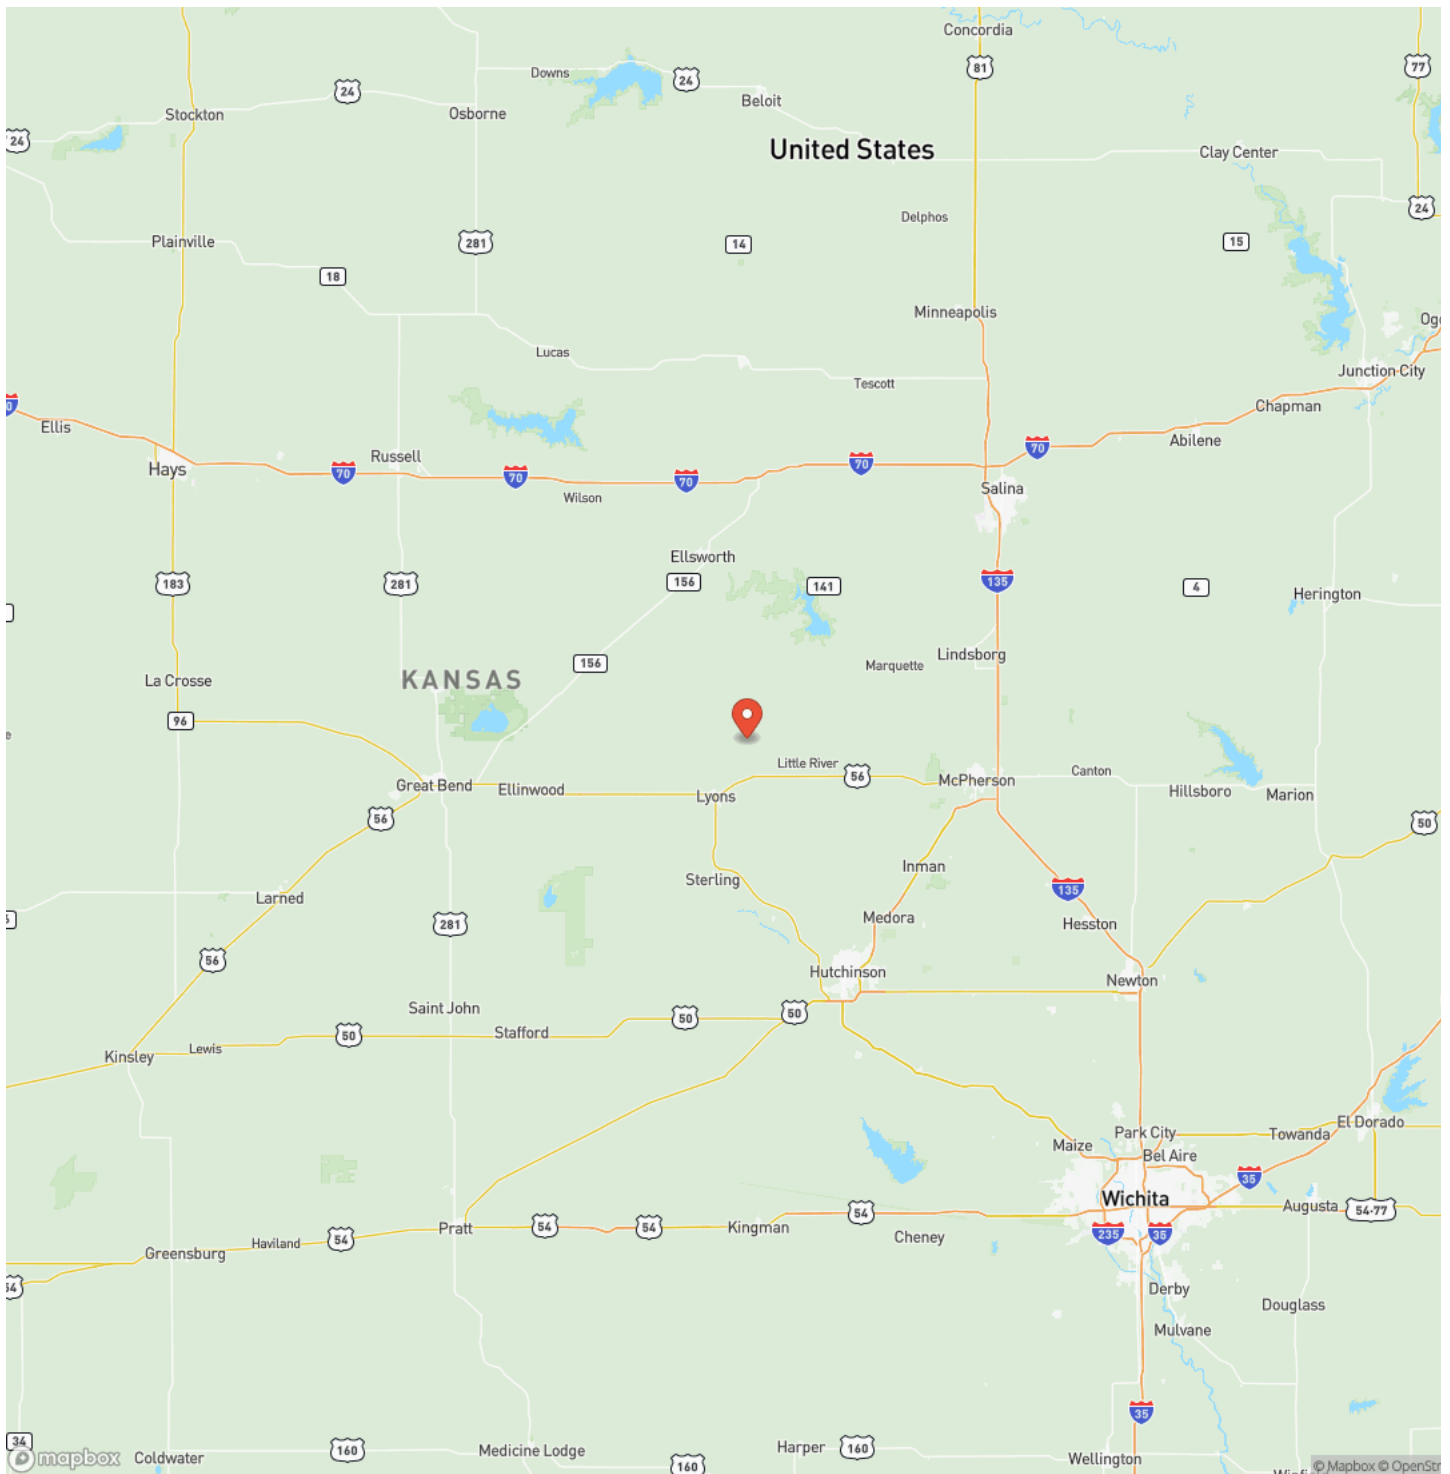 Concordia
81
77
Downs
24
24
Beloit
Stockton
Osborne
24
United States
Clay Center
24
Delphos
Plainville
281
14
15
18
Minneapolis
Lucas
Tescott
Junction City
Chapman
Ellis
Abilene
Russell
70
Hays
70
70
70
70
Wilson
Salina
Ellsworth
183
281
156
141
135
4
Herington
Lindsborg
156
Marquette
KANSAS
La Crosse
96
Little River
56
McPherson
Canton
Great Bend
Ellinwood
Lyons
Hillsboro
Marion
56
50
Inman
Sterling
Larned
135
Medora
281
Hesston
56
Hutchinson
Newton
Saint John
50
50
50
Stafford
Lewis
Kinsley
Park City
El Dorado
Maize
Towanda
Bel Aire
35
Wichita
Augusta
54-77
54
Pratt
54
54
Kingman
Cheney
235
35
Haviland
54
Greensburg
54
Derby
Douglass
Mulvane
35
34
160
Medicine Lodge
Harper
160
mapbox
Coldwater
160
Wellington
© Mapbox © OpenStr